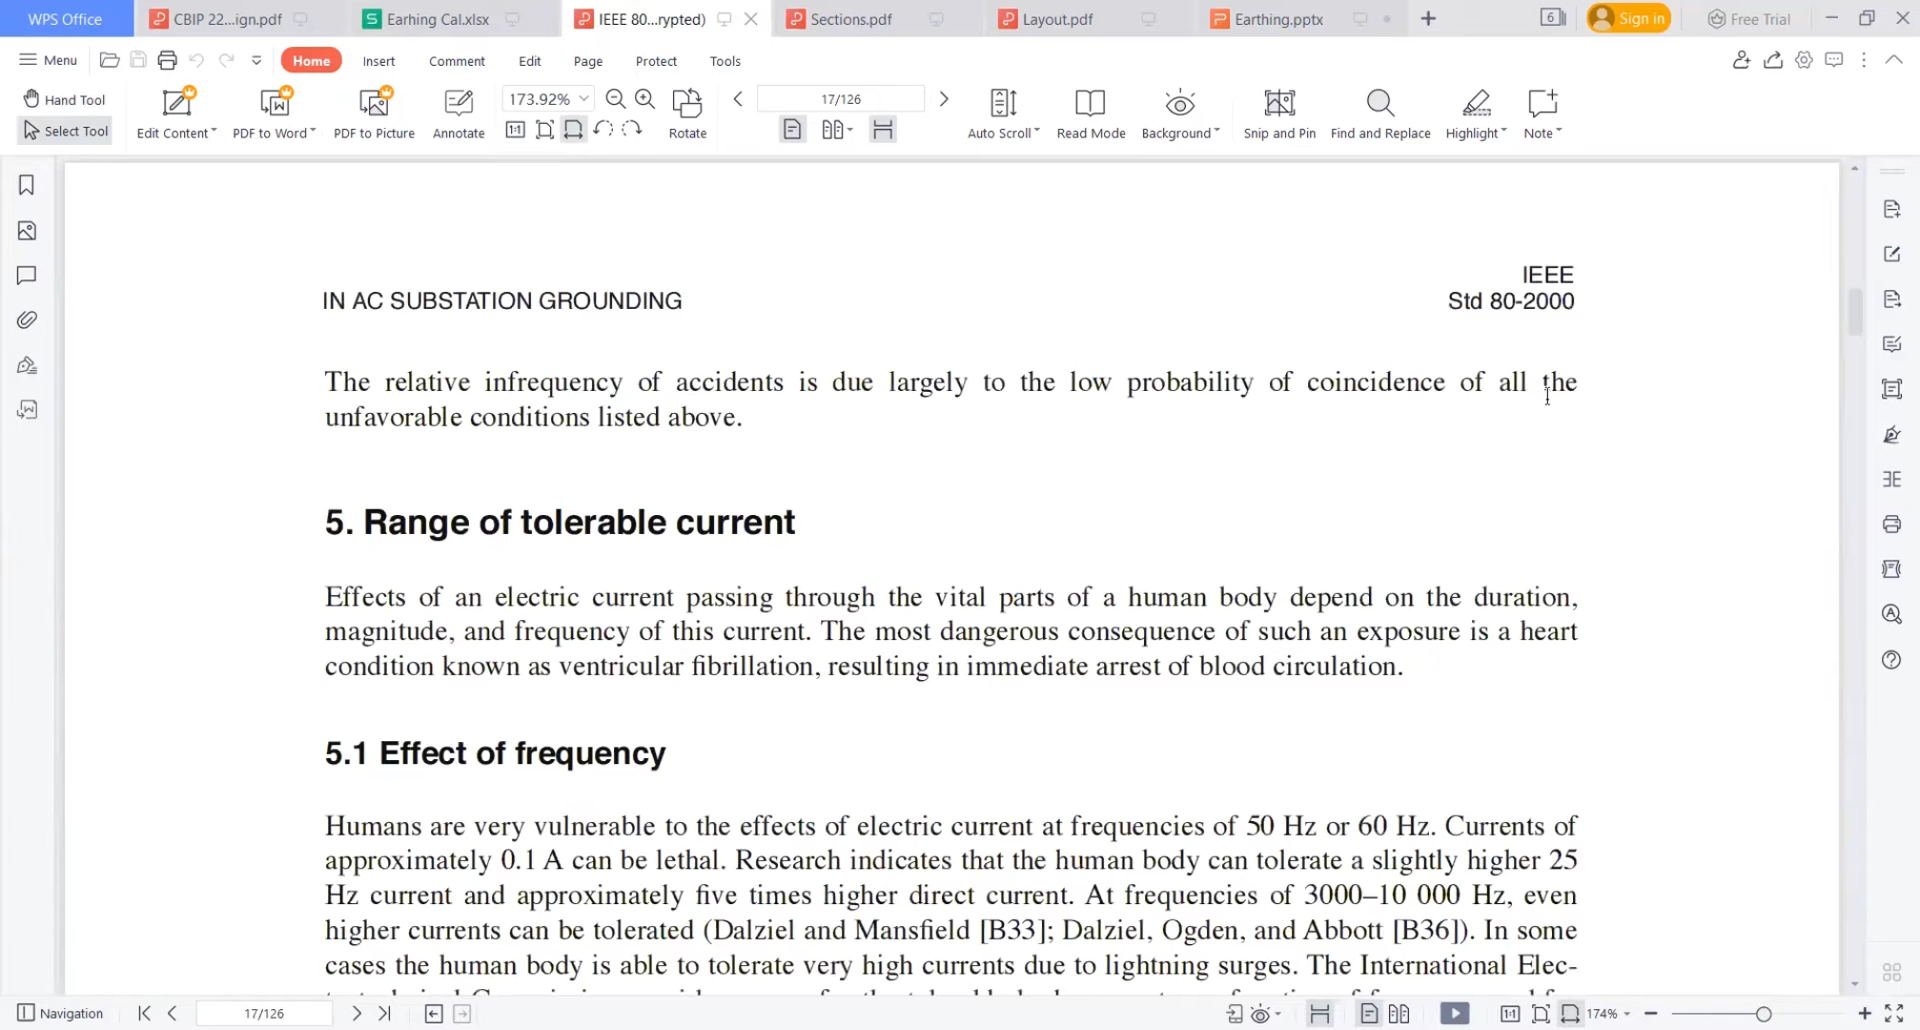 WPS Office
CBIP 22...ign.pdf
Earhing Cal.xlsx
IEEE 80...rypted)
Sections.pdf
Layout.pdf
Earthing.pptx
6
Sign in
Free Trial
Menu
Home
Insert
Comment
Edit
Page
Protect
Tools
Hand Tool
Select Tool
Edit Content
PDF to Word
PDF to Picture
Annotate
173.92%
Rotate
17/126
Auto Scroll
Read Mode
Background
Snip and Pin
Find and Replace
Highlight
Note
IEEE
IN AC SUBSTATION GROUNDING Std 80-2000
The relative infrequency of accidents is due largely to the low probability of coincidence of all the
unfavorable conditions listed above.
5. Range of tolerable current
Effects of an electric current passing through the vital parts of a human body depend on the duration,
magnitude, and frequency of this current. The most dangerous consequence of such an exposure is a heart
condition known as ventricular fibrillation, resulting in immediate arrest of blood circulation.
5.1 Effect of frequency
Humans are very vulnerable to the effects of electric current at frequencies of 50 Hz or 60 Hz. Currents of
approximately 0.1 A can be lethal. Research indicates that the human body can tolerate a slightly higher 25
Hz current and approximately five times higher direct current. At frequencies of 3000–10 000 Hz, even
higher currents can be tolerated (Dalziel and Mansfield [B33]; Dalziel, Ogden, and Abbott [B36]). In some
cases the human body is able to tolerate very high currents due to lightning surges. The International Elec-
Navigation
17/126
174%